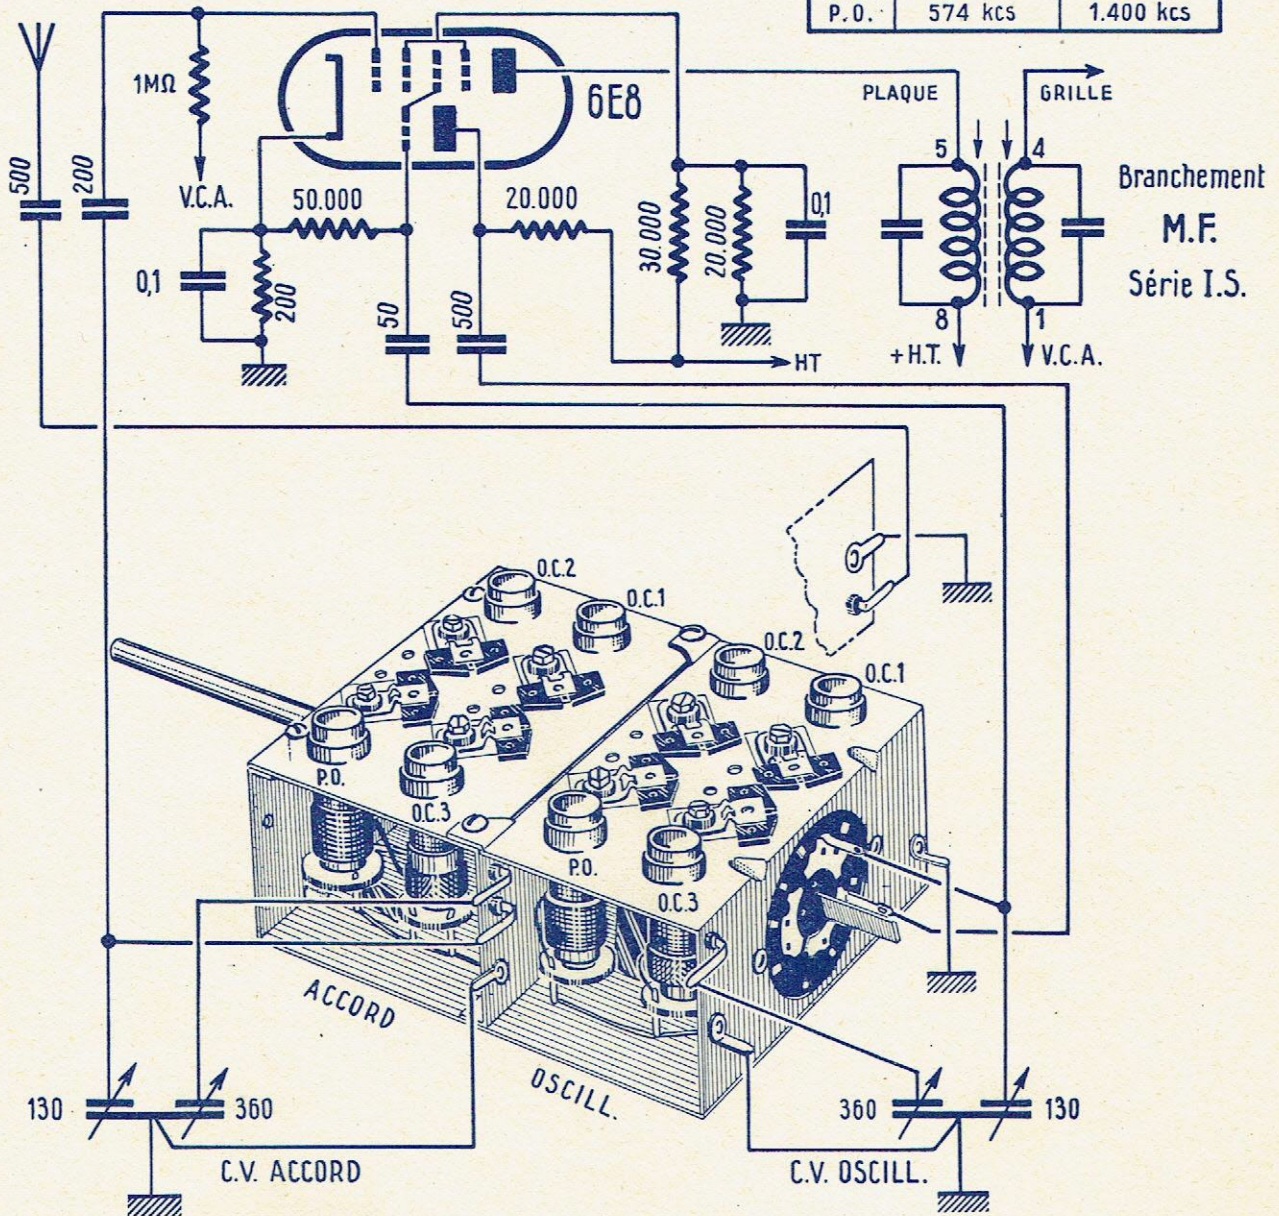 P.O. 574 kcs 1.400 kcs
1MΩ
6E8
PLAQUE
GRILLE
500
200
V.C.A.
50.000
20.000
30.000
20.000
0,1
5
4
Branchement
M.F.
Série I.S.
0,1
200
50
500
8
1
+H.T.
V.C.A.
HT
O.C.2
O.C.1
O.C.2
O.C.1
P.O.
O.C.3
P.O.
O.C.3
ACCORD
OSCILL.
130
360
360
130
C.V. ACCORD
C.V. OSCILL.